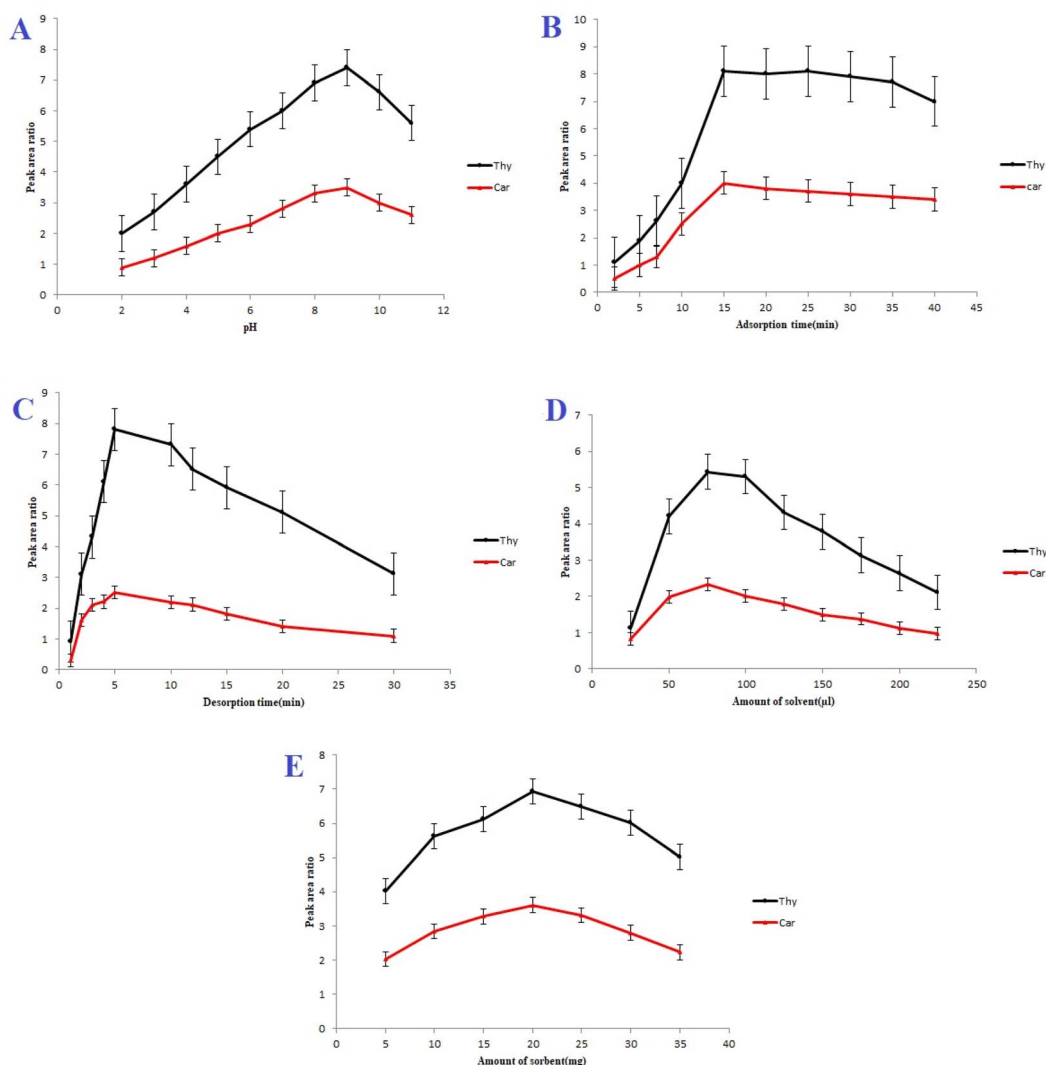 A
9
8
7
6
5
4
3
2
1
0
Peak area ratio
0 2 4 6 8 10 12
pH
Thy
Car
B
10
9
8
7
6
5
4
3
2
1
0
Peak area ratio
0 5 10 15 20 25 30 35 40 45
Adsorption time(min)
Thy
car
C
9
8
7
6
5
4
3
2
1
0
Peak area ratio
0 5 10 15 20 25 30 35
Desorption time(min)
Thy
Car
D
7
6
5
4
3
2
1
0
Peak area ratio
0 50 100 150 200 250
Amount of solvent(µl)
Thy
Car
E
8
7
6
5
4
3
2
1
0
Peak area ratio
0 5 10 15 20 25 30 35 40
Amount of sorbent(mg)
Thy
Car